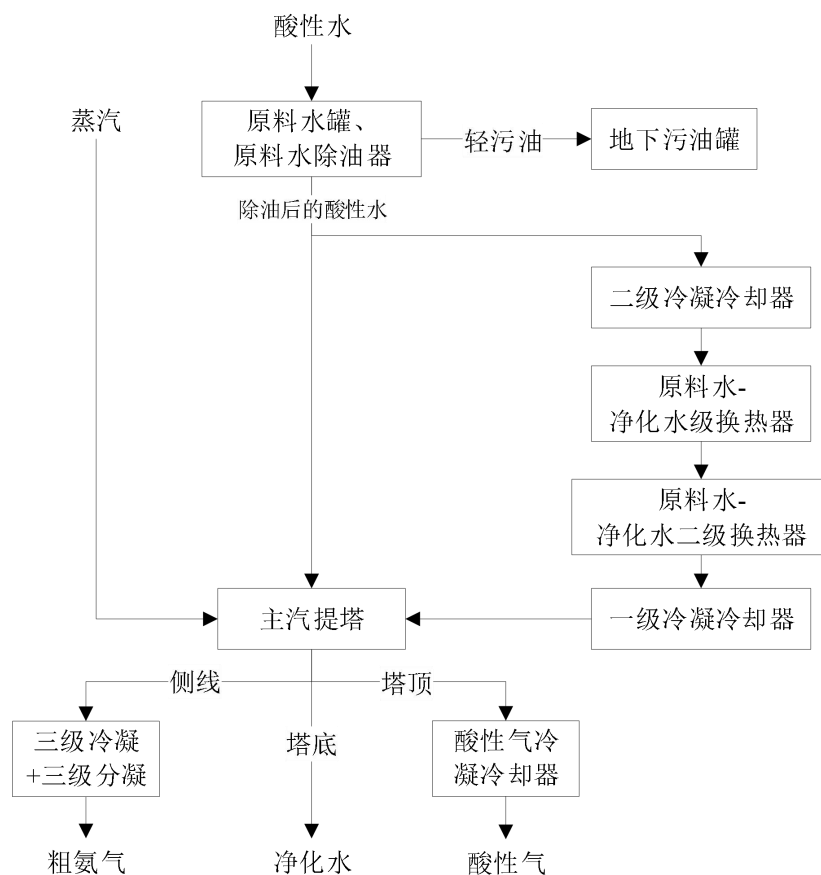 酸性水
蒸汽
原料水罐、
原料水除油器
轻污油
地下污油罐
除油后的酸性水
二级冷凝冷却器
原料水-
净化水级换热器
原料水-
净化水二级换热器
主汽提塔
一级冷凝冷却器
侧线
塔顶
三级冷凝
+三级分凝
塔底
酸性气冷
凝冷却器
粗氨气
净化水
酸性气